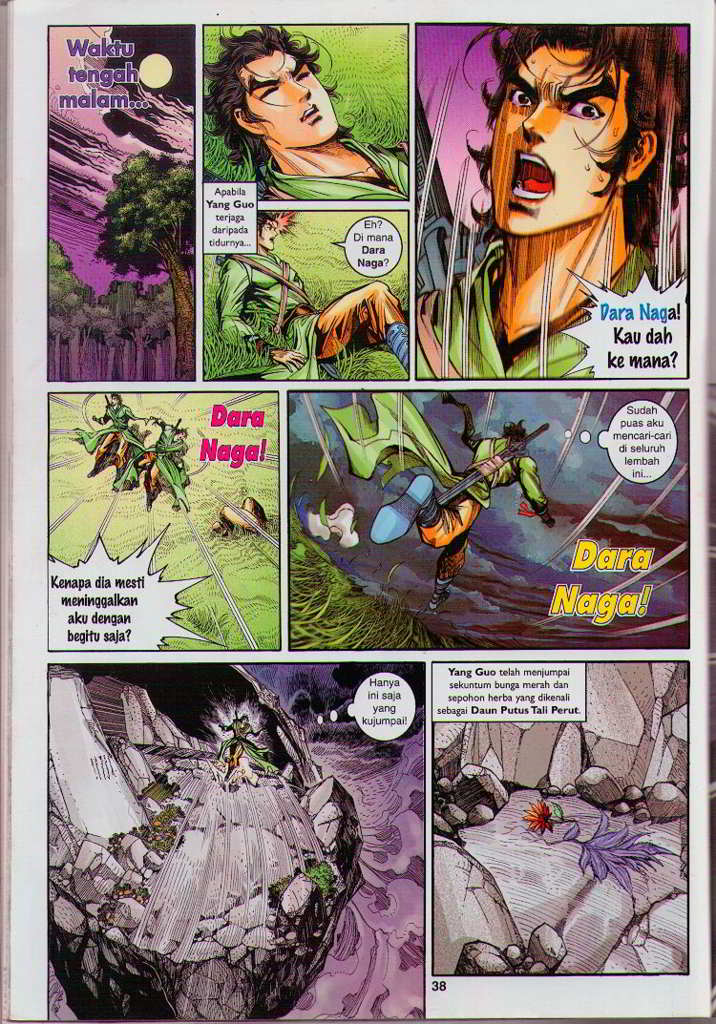 Waktu
tengah
malam...
Apabila
Yang Guo
terjaga
daripada
tidurnya...
Eh?
Di mana
Dara
Naga?
Dara Naga!
Kau dah
ke mana?
Dara
Naga!
Kenapa dia mesti
meninggalkan
aku dengan
begitu saja?
Sudah
puas aku
mencari-cari
di seluruh
lembah
ini...
Dara
Naga!
Hanya
ini saja
yang
kujumpai!
Yang Guo telah menjumpai
sekuntum bunga merah dan
sepohon herba yang dikenali
sebagai Daun Putus Tali Perut.
38